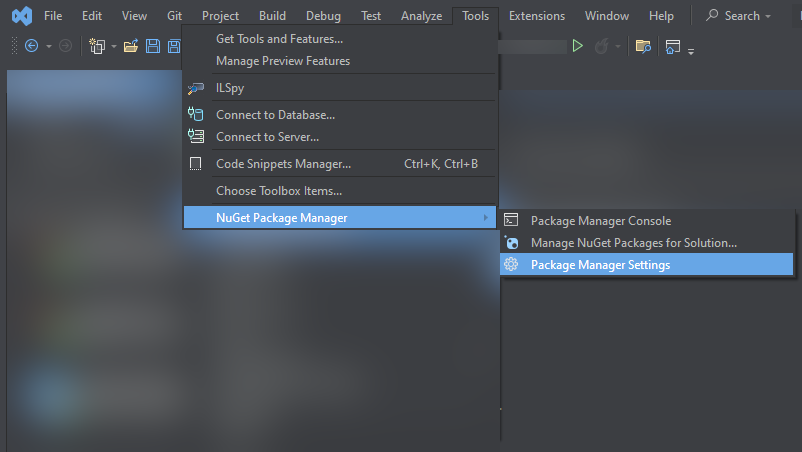 File Edit View Git Project Build Debug Test Analyze Tools Extensions Window Help Search
Get Tools and Features...
Manage Preview Features
ILSpy
Connect to Database...
Connect to Server...
Code Snippets Manager... Ctrl+K, Ctrl+B
Choose Toolbox Items...
NuGet Package Manager
Package Manager Console
Manage NuGet Packages for Solution...
Package Manager Settings